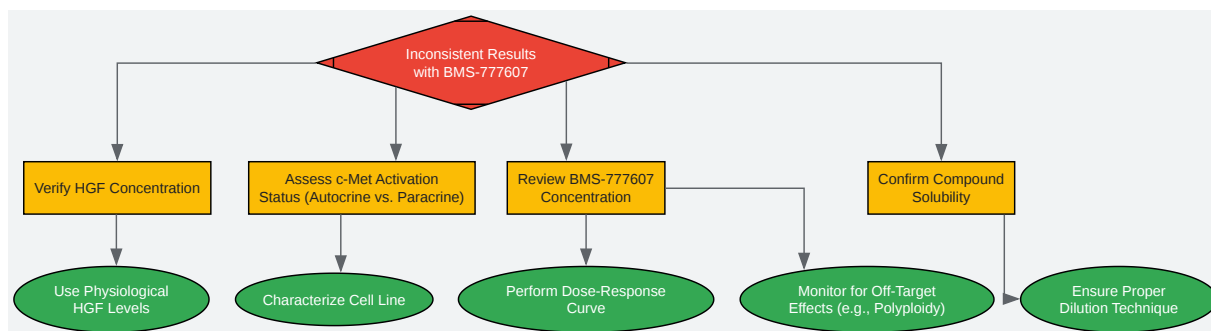 Inconsistent Results
with BMS-777607
Verify HGF Concentration
Assess c-Met Activation
Status (Autocrine vs. Paracrine)
Review BMS-777607
Concentration
Confirm Compound
Solubility
Use Physiological
HGF Levels
Characterize Cell Line
Perform Dose-Response
Curve
Monitor for Off-Target
Effects (e.g., Polyploidy)
Ensure Proper
Dilution Technique